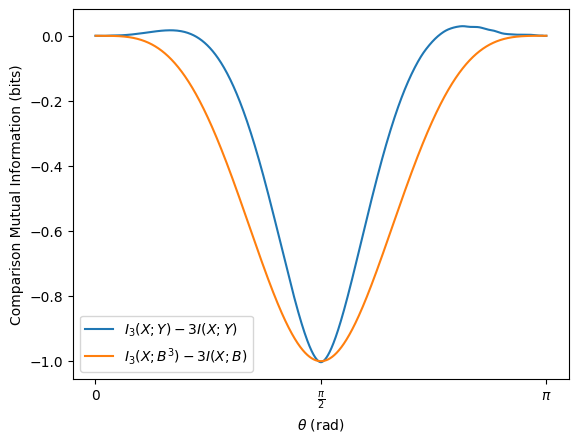 Comparison Mutual Information (bits)
0.0
−0.2
−0.4
−0.6
−0.8
−1.0
I₃(X; Y) − 3I(X; Y)
I₃(X; B³) − 3I(X; B)
0
π/2
π
θ (rad)